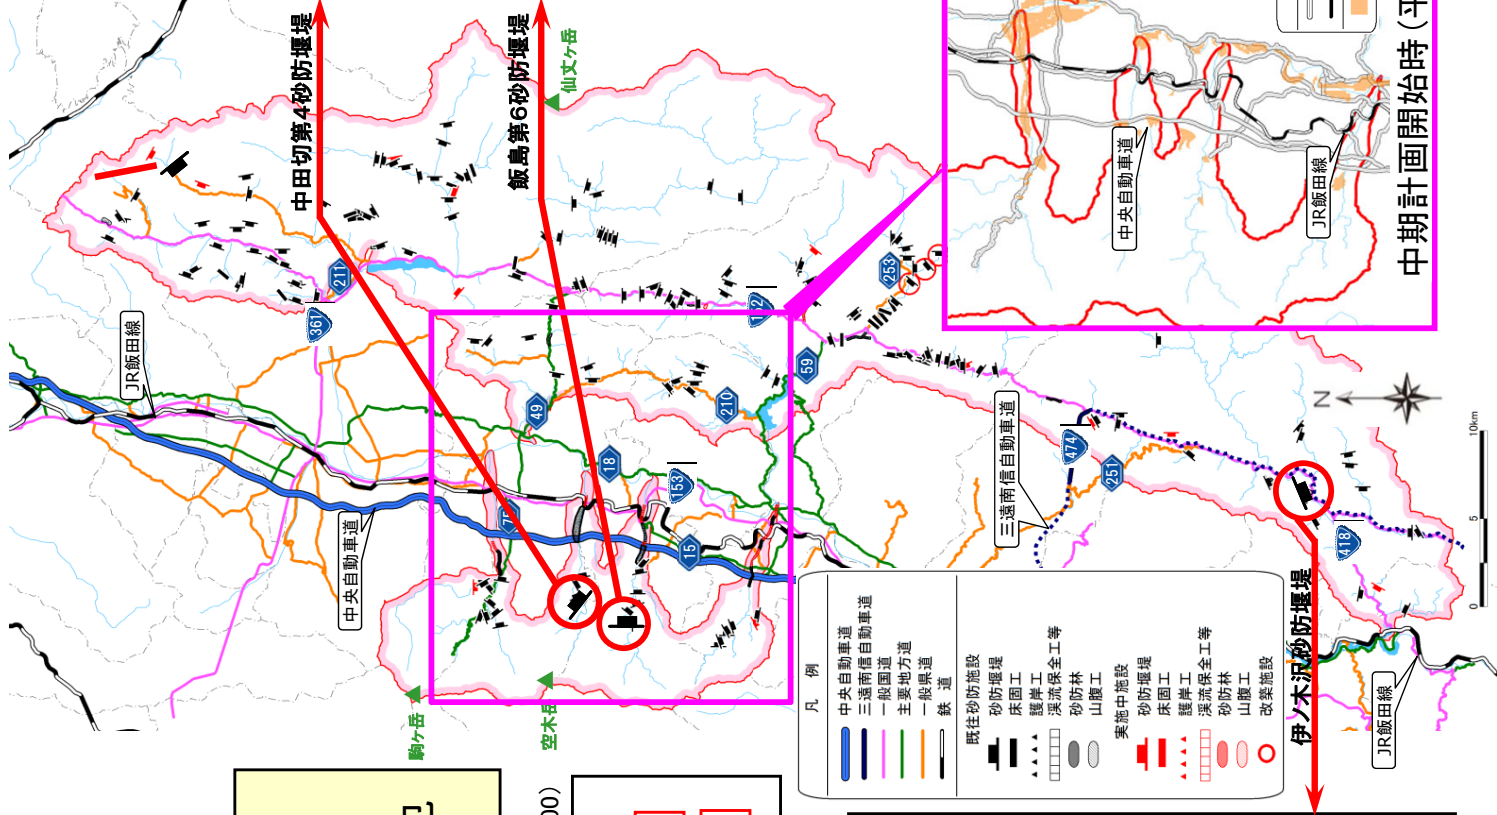 中田切第4砂防堰堤
飯島第6砂防堰堤
仙丈ヶ岳
211
361
JR飯田線
253
49
59
210
18
153
15
中央自動車道
駒ヶ岳
空木岳
三遠南信自動車道
474
251
418
伊ノ木沢砂防堰堤
JR飯田線
N
0
5
10km
中央自動車道
JR飯田線
中期計画開始時(平
凡 例
中央自動車道
三遠南信自動車道
一般国道
主要地方道
一般県道
鉄 道
既往砂防施設
砂防堰堤
床固工
護岸工
渓流保全工等
砂防林
山腹工
実施中施設
砂防堰堤
床固工
護岸工
渓流保全工等
砂防林
山腹工
改築施設
00)